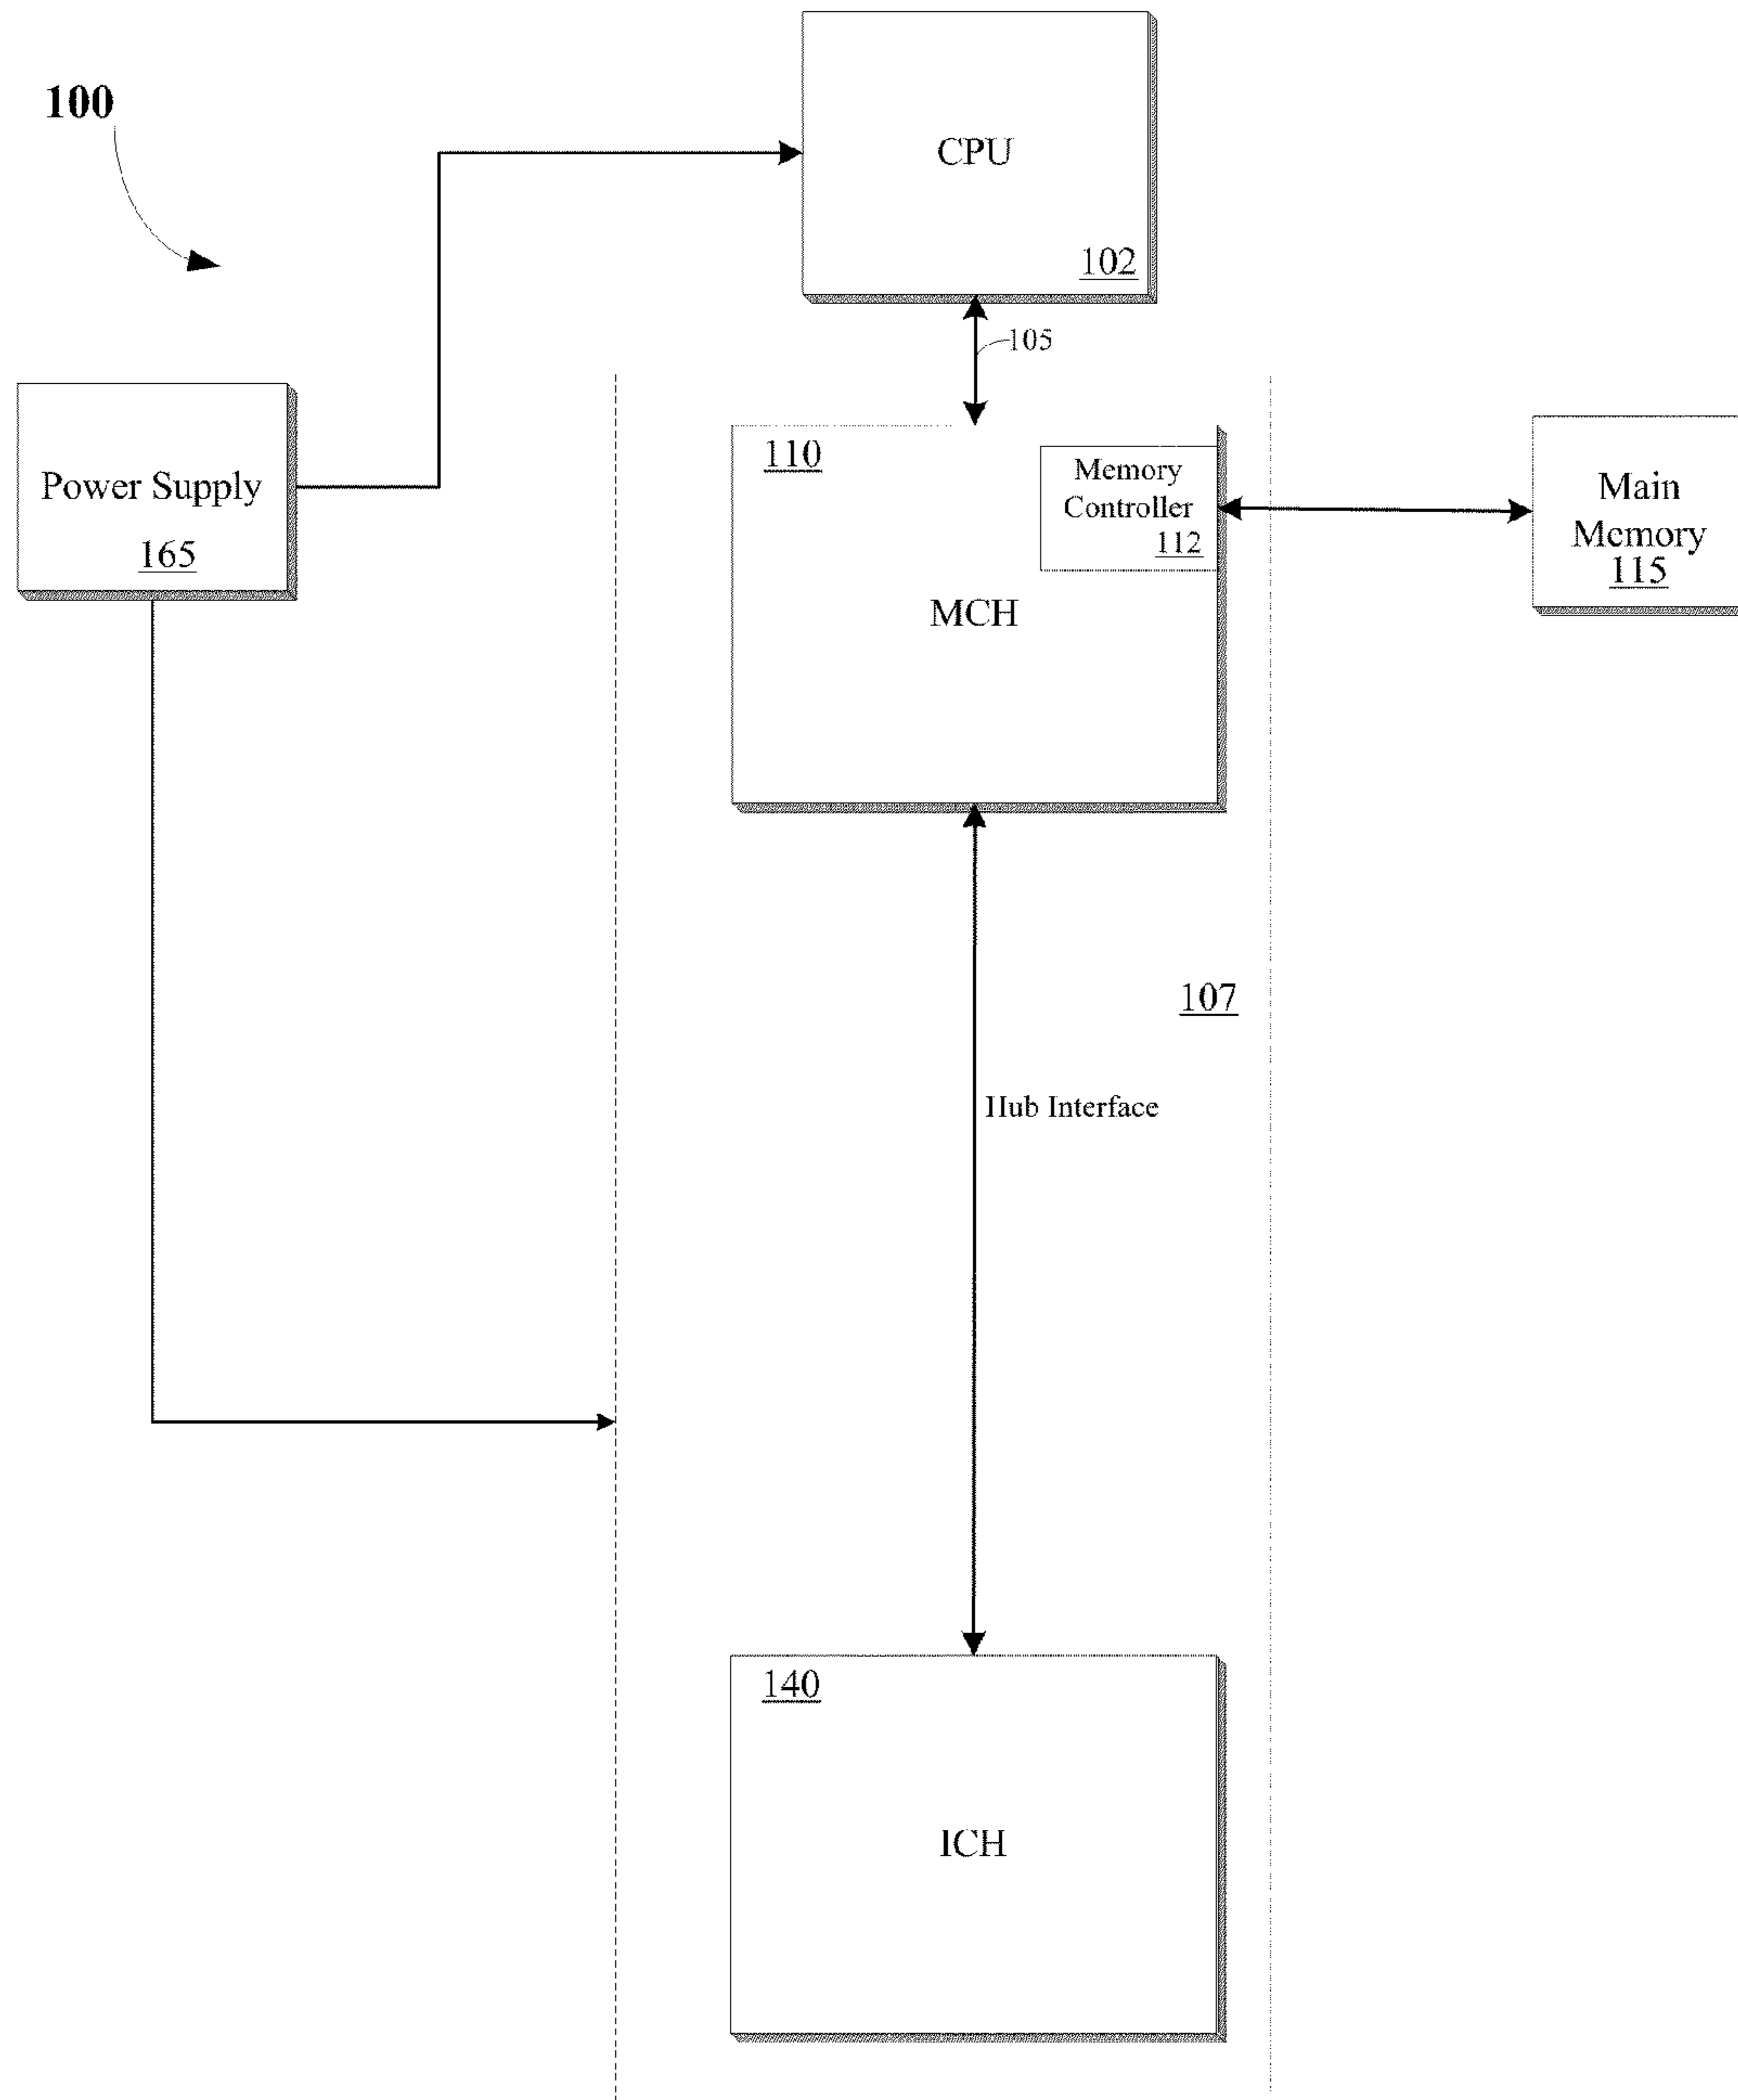 100
CPU
102
105
Power Supply
165
110
Memory
Controller
112
MCH
Main
Memory
115
107
Hub Interface
140
ICH